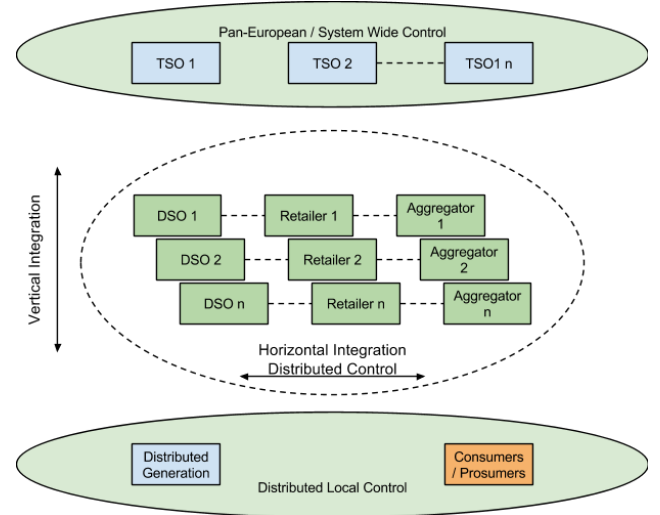 Pan-European / System Wide Control
TSO 1
TSO 2
TSO1 n
Vertical Integration
DSO 1
Retailer 1
Aggregator
1
DSO 2
Retailer 2
Aggregator
2
DSO n
Retailer n
Aggregator
n
Horizontal Integration
Distributed Control
Distributed
Generation
Consumers
/ Prosumers
Distributed Local Control